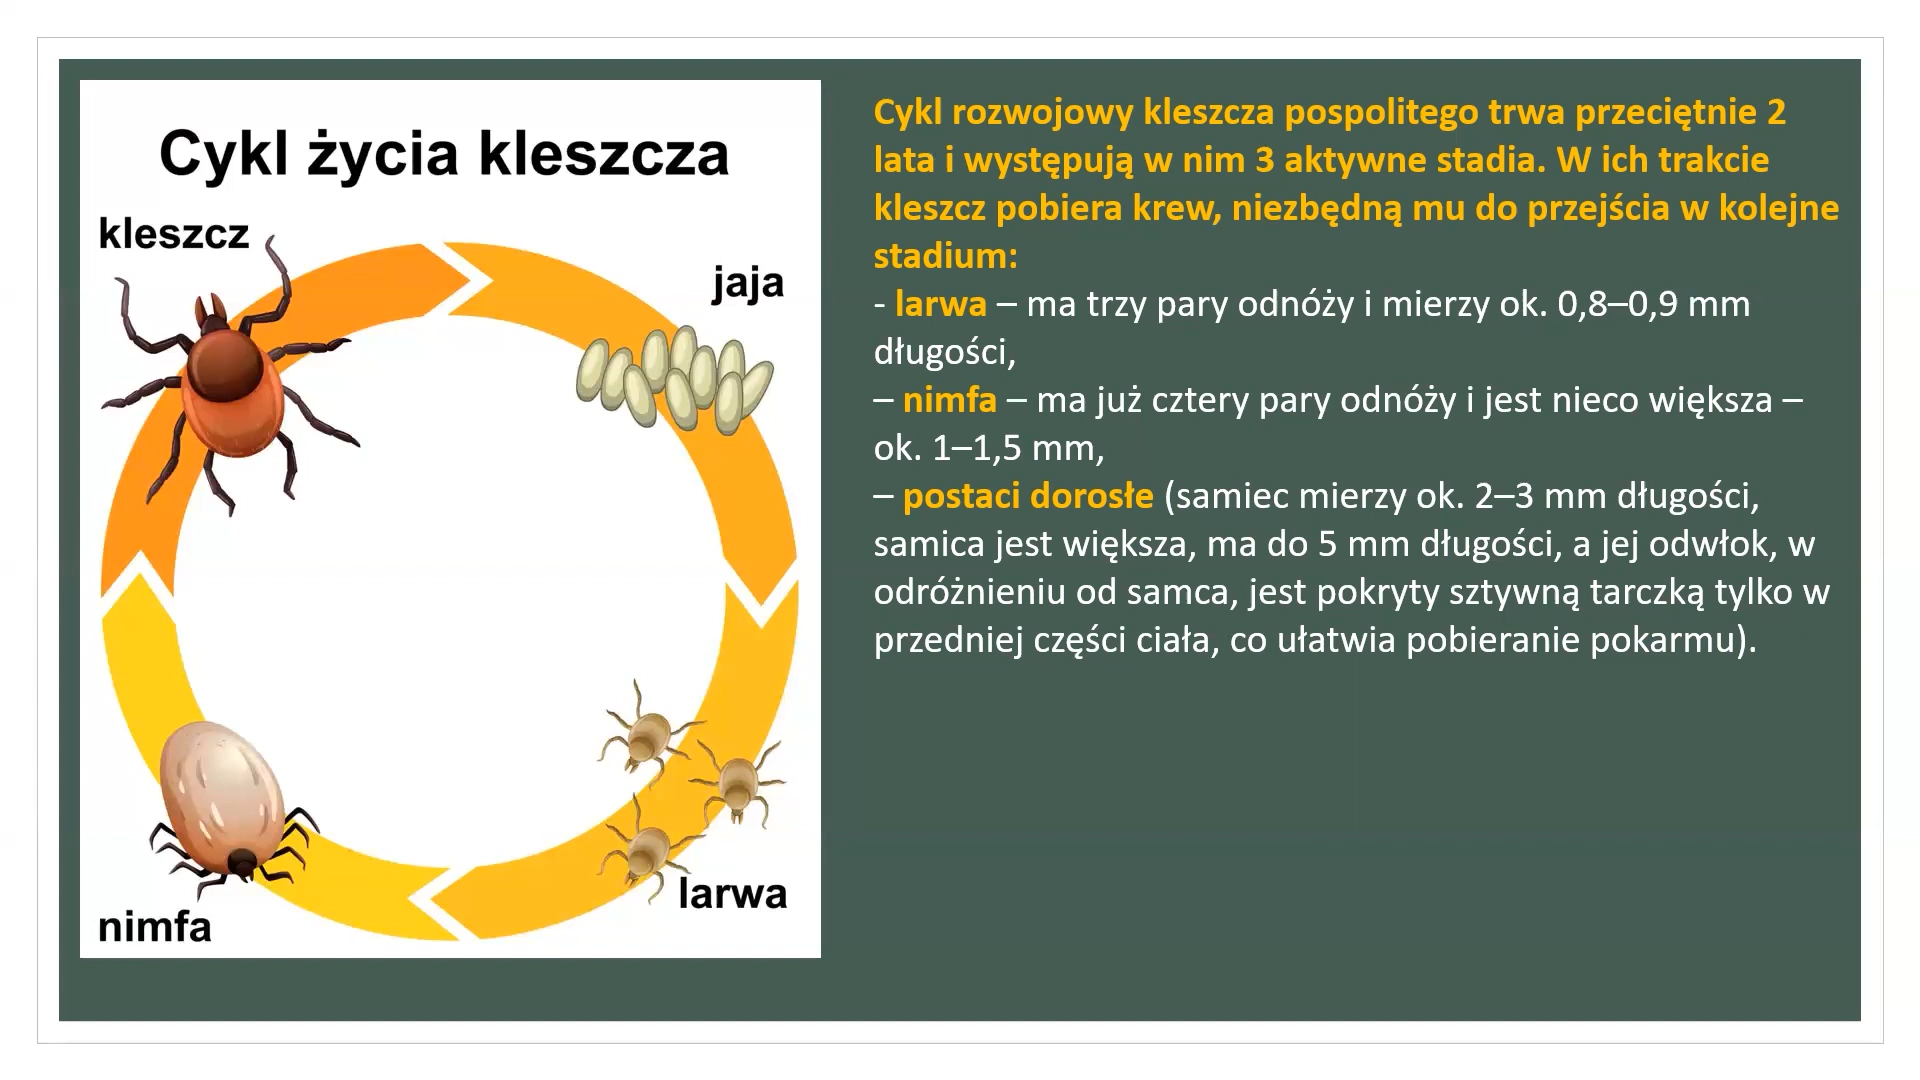 Cykl życia kleszcza
kleszcz
jaja
larwa
nimfa
Cykl rozwojowy kleszcza pospolitego trwa przeciętnie 2
lata i występują w nim 3 aktywne stadia. W ich trakcie
kleszcz pobiera krew, niezbędną mu do przejścia w kolejne
stadium:
- larwa – ma trzy pary odnóży i mierzy ok. 0,8–0,9 mm
długości,
– nimfa – ma już cztery pary odnóży i jest nieco większa –
ok. 1–1,5 mm,
– postaci dorosłe (samiec mierzy ok. 2–3 mm długości,
samica jest większa, ma do 5 mm długości, a jej odwłok, w
odróżnieniu od samca, jest pokryty sztywną tarczką tylko w
przedniej części ciała, co ułatwia pobieranie pokarmu).